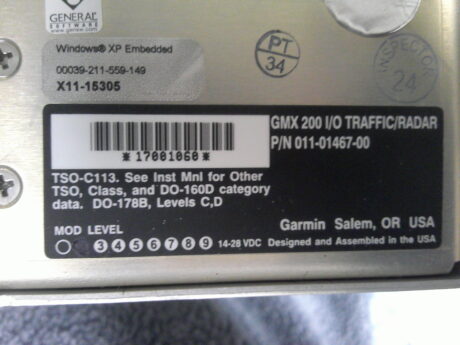 GENERAL
SOFTWARE
www.gensw.com
Windows® XP Embedded
00039-211-559-149
X11-15305
PT
34
INSPECTOR
24
GMX 200 I/O TRAFFIC/RADAR
P/N 011-01467-00
*17001060*
TSO-C113. See Inst Mnl for Other
TSO, Class, and DO-160D category
data. DO-178B, Levels C,D
Garmin Salem, OR USA
MOD LEVEL
3 4 5 6 7 8 9 14-28 VDC Designed and Assembled in the USA